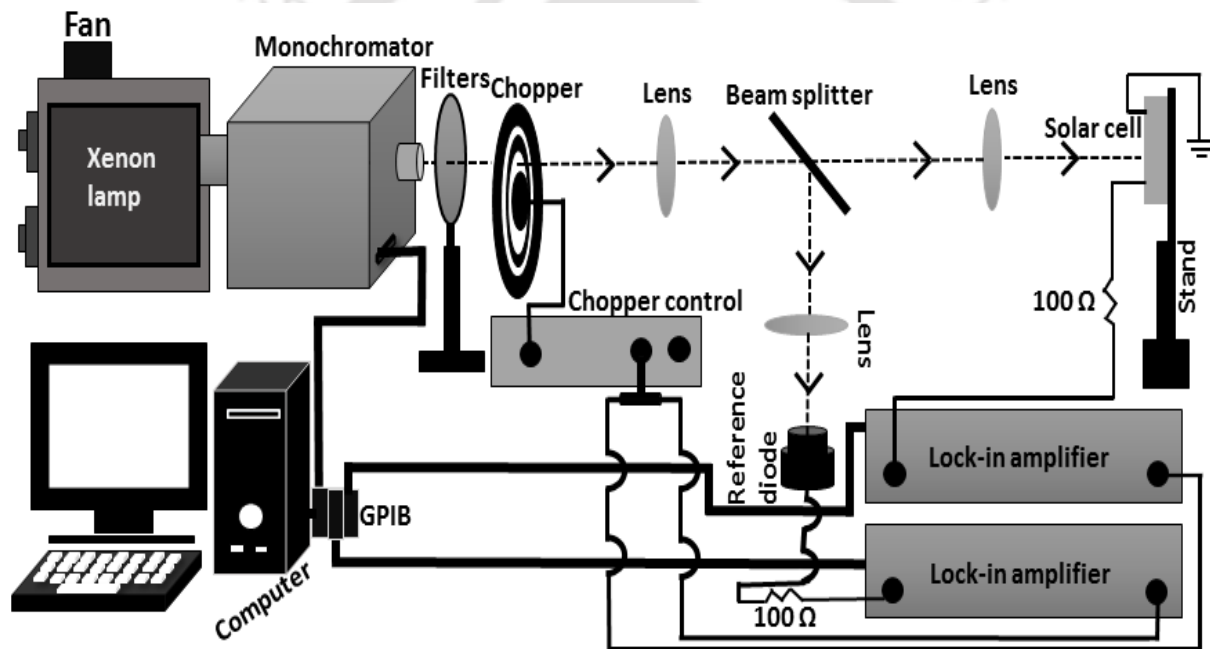 Fan
Monochromator
Filters
Chopper
Lens
Beam splitter
Lens
Solar cell
Xenon
lamp
100 Ω
Stand
Chopper control
Lens
Reference
diode
Lock-in amplifier
GPIB
Lock-in amplifier
Computer
100 Ω